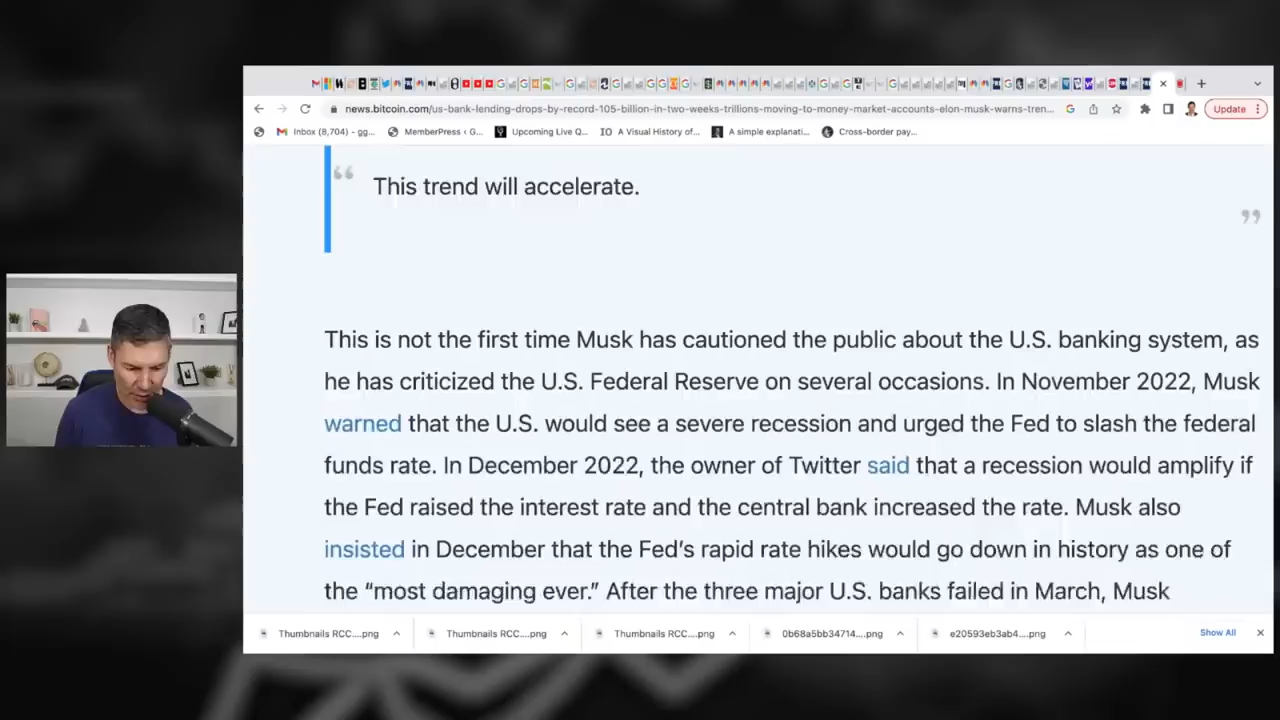 news.bitcoin.com/us-bank-lending-drops-by-record-105-billion-in-two-weeks-trillions-moving-to-money-market-accounts-elon-musk-warns-tren...
Update
Inbox (8,704) - gg...
MemberPress ‹ G...
Upcoming Live Q...
IO A Visual History of...
A simple explanati...
Cross-border pay...
“ This trend will accelerate. ”
This is not the first time Musk has cautioned the public about the U.S. banking system, as
he has criticized the U.S. Federal Reserve on several occasions. In November 2022, Musk
warned that the U.S. would see a severe recession and urged the Fed to slash the federal
funds rate. In December 2022, the owner of Twitter said that a recession would amplify if
the Fed raised the interest rate and the central bank increased the rate. Musk also
insisted in December that the Fed’s rapid rate hikes would go down in history as one of
the “most damaging ever.” After the three major U.S. banks failed in March, Musk
Thumbnails RCC....png
Thumbnails RCC....png
Thumbnails RCC....png
0b68a5bb34714...png
e20593eb3ab4....png
Show All